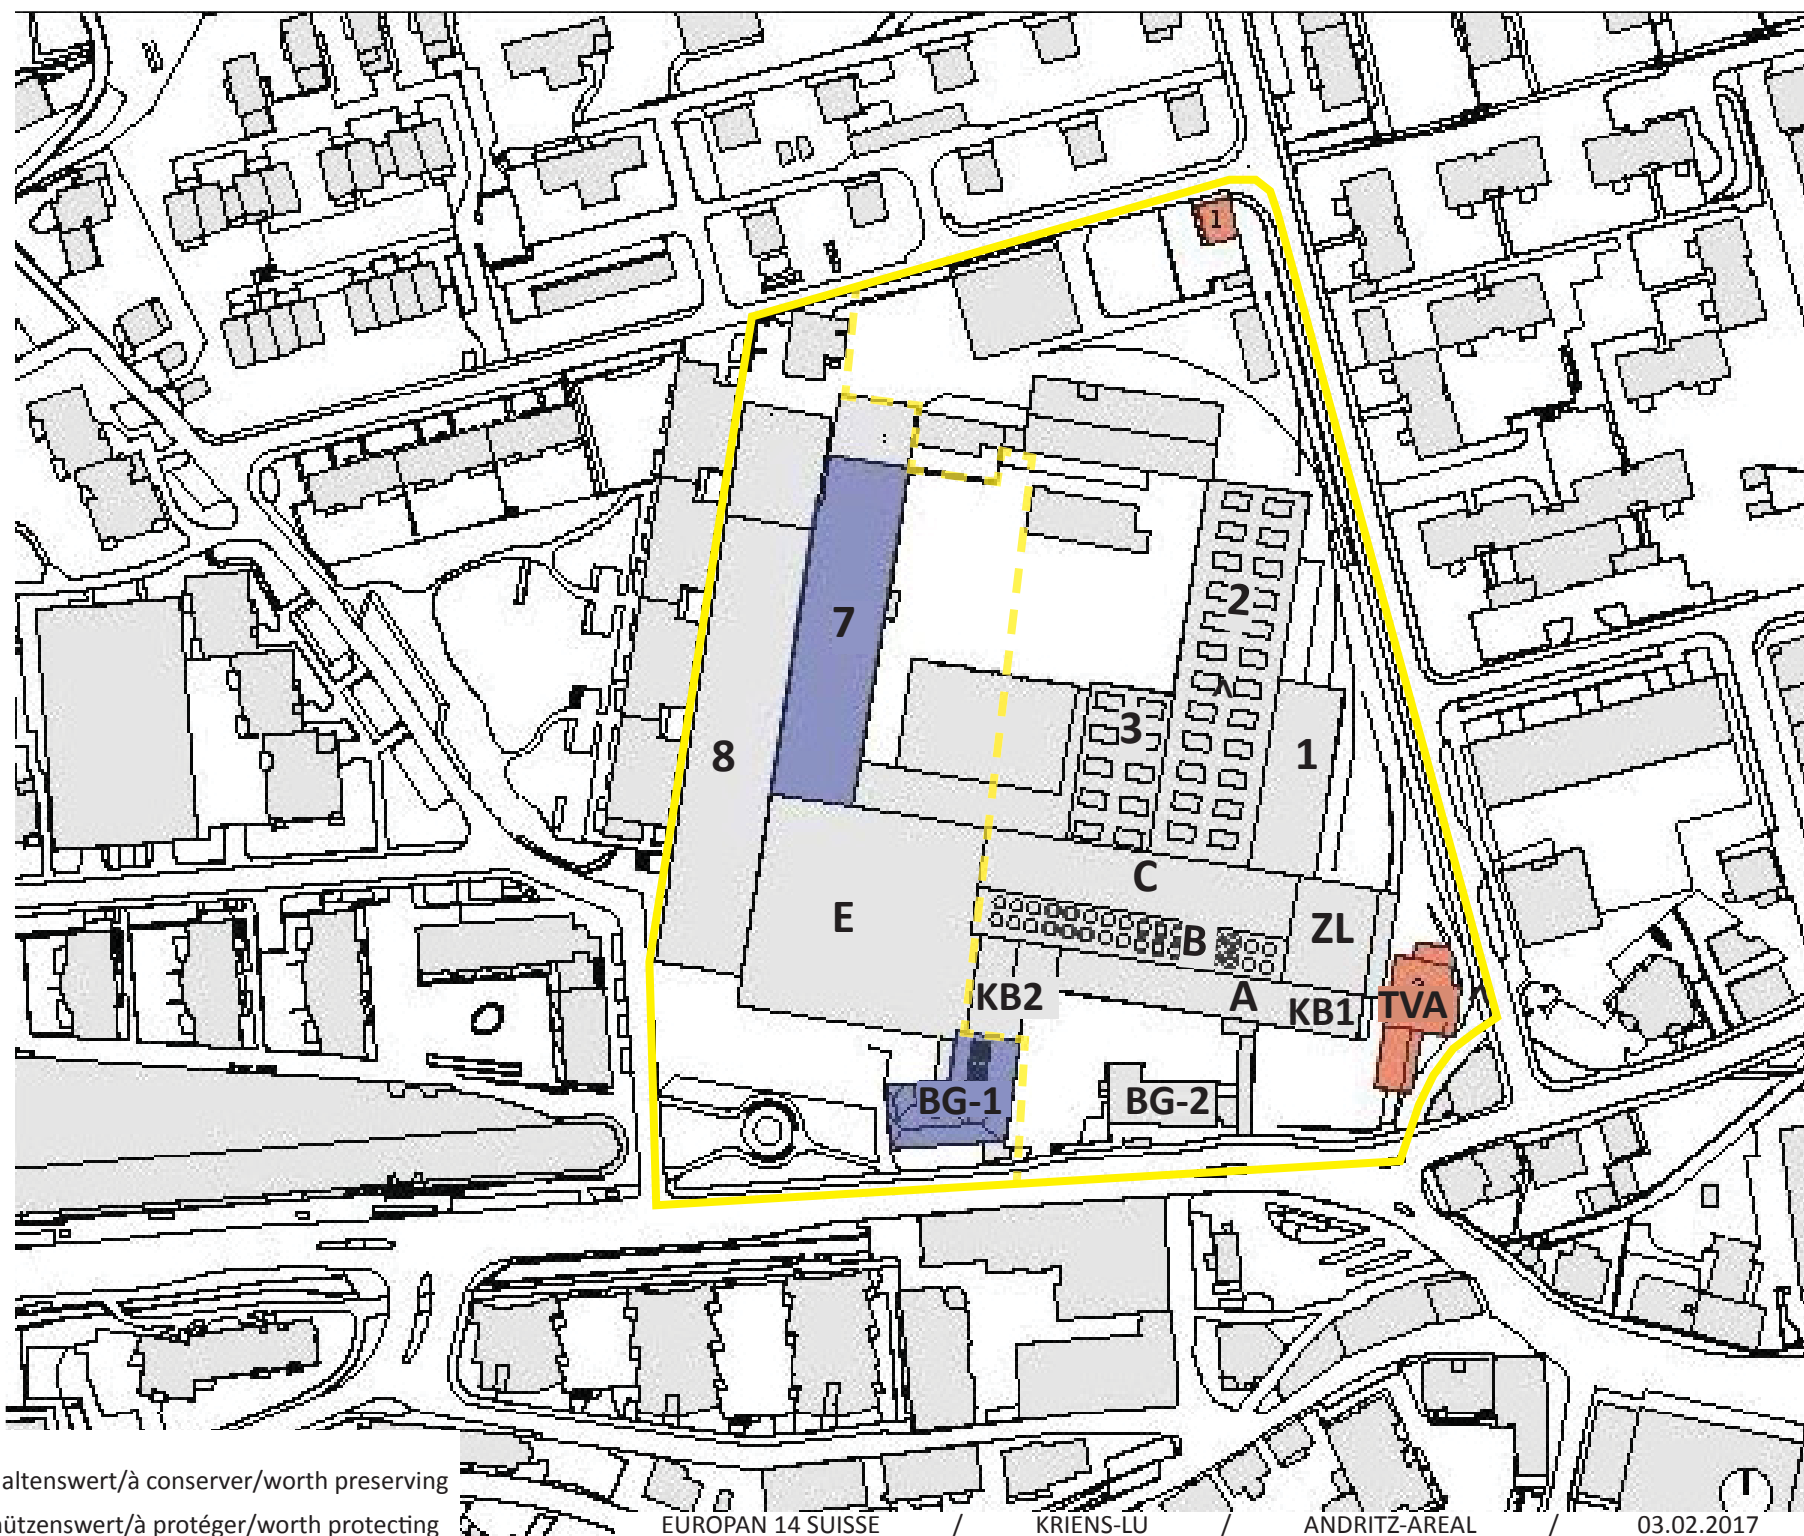 1
7
2
3
8
1
C
E
B
ZL
KB2
A
KB1
TVA
BG-1
BG-2
altenswert/à conserver/worth preserving
ützenswert/à protéger/worth protecting
EUROPAN 14 SUISSE / KRIENS-LU / ANDRITZ-AREAL / 03.02.2017